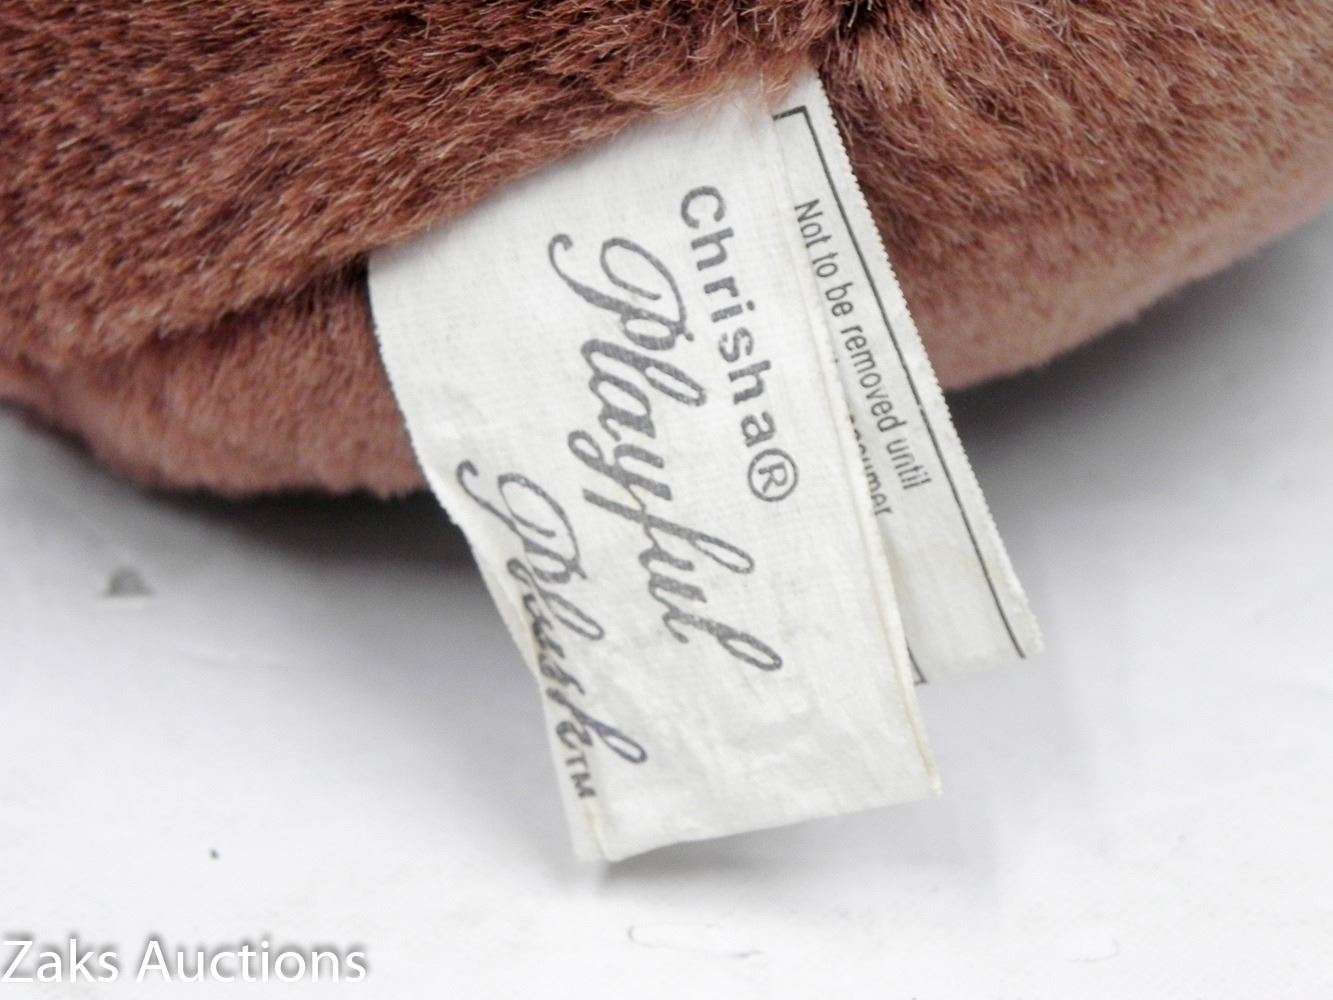 Chrisha®
Playful
Plush™
Not to be removed until
Zaks Auctions